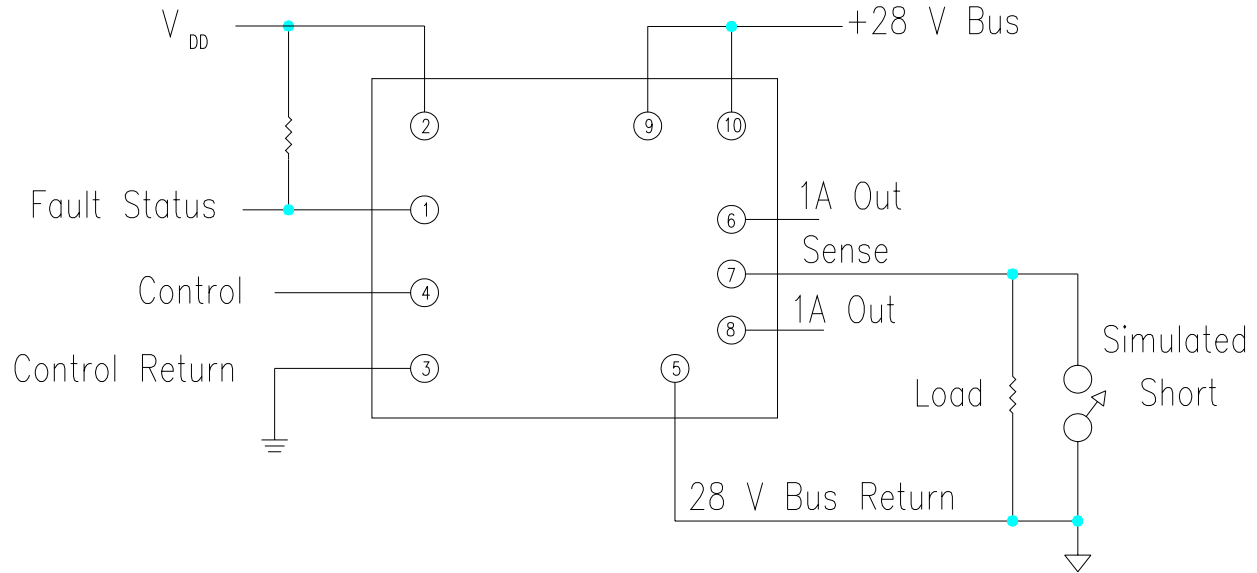 V DD
+28 V Bus
2
9
10
Fault Status
1
1A Out
6
Sense
7
Control
4
1A Out
8
Simulated
Short
Control Return
3
5
Load
28 V Bus Return